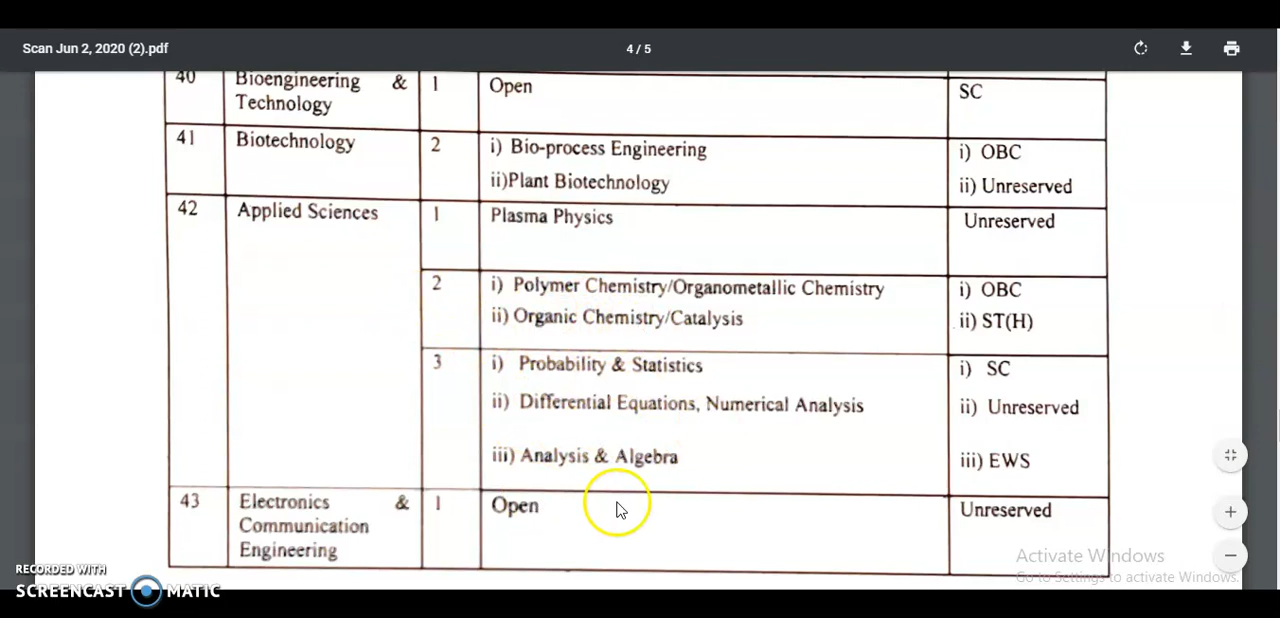 Scan Jun 2, 2020 (2).pdf 4 / 5
40 Bioengineering & 1 Open SC
Technology
41 Biotechnology 2 i) Bio-process Engineering i) OBC
ii)Plant Biotechnology ii) Unreserved
42 Applied Sciences 1 Plasma Physics Unreserved
2 i) Polymer Chemistry/Organometallic Chemistry i) OBC
ii) Organic Chemistry/Catalysis ii) ST(H)
3 i) Probability & Statistics i) SC
ii) Differential Equations, Numerical Analysis ii) Unreserved
iii) Analysis & Algebra iii) EWS
43 Electronics & 1 Open Unreserved
Communication
Engineering
Activate Windows
Go to Settings to activate Windows.
RECORDED WITH
SCREENCAST MATIC